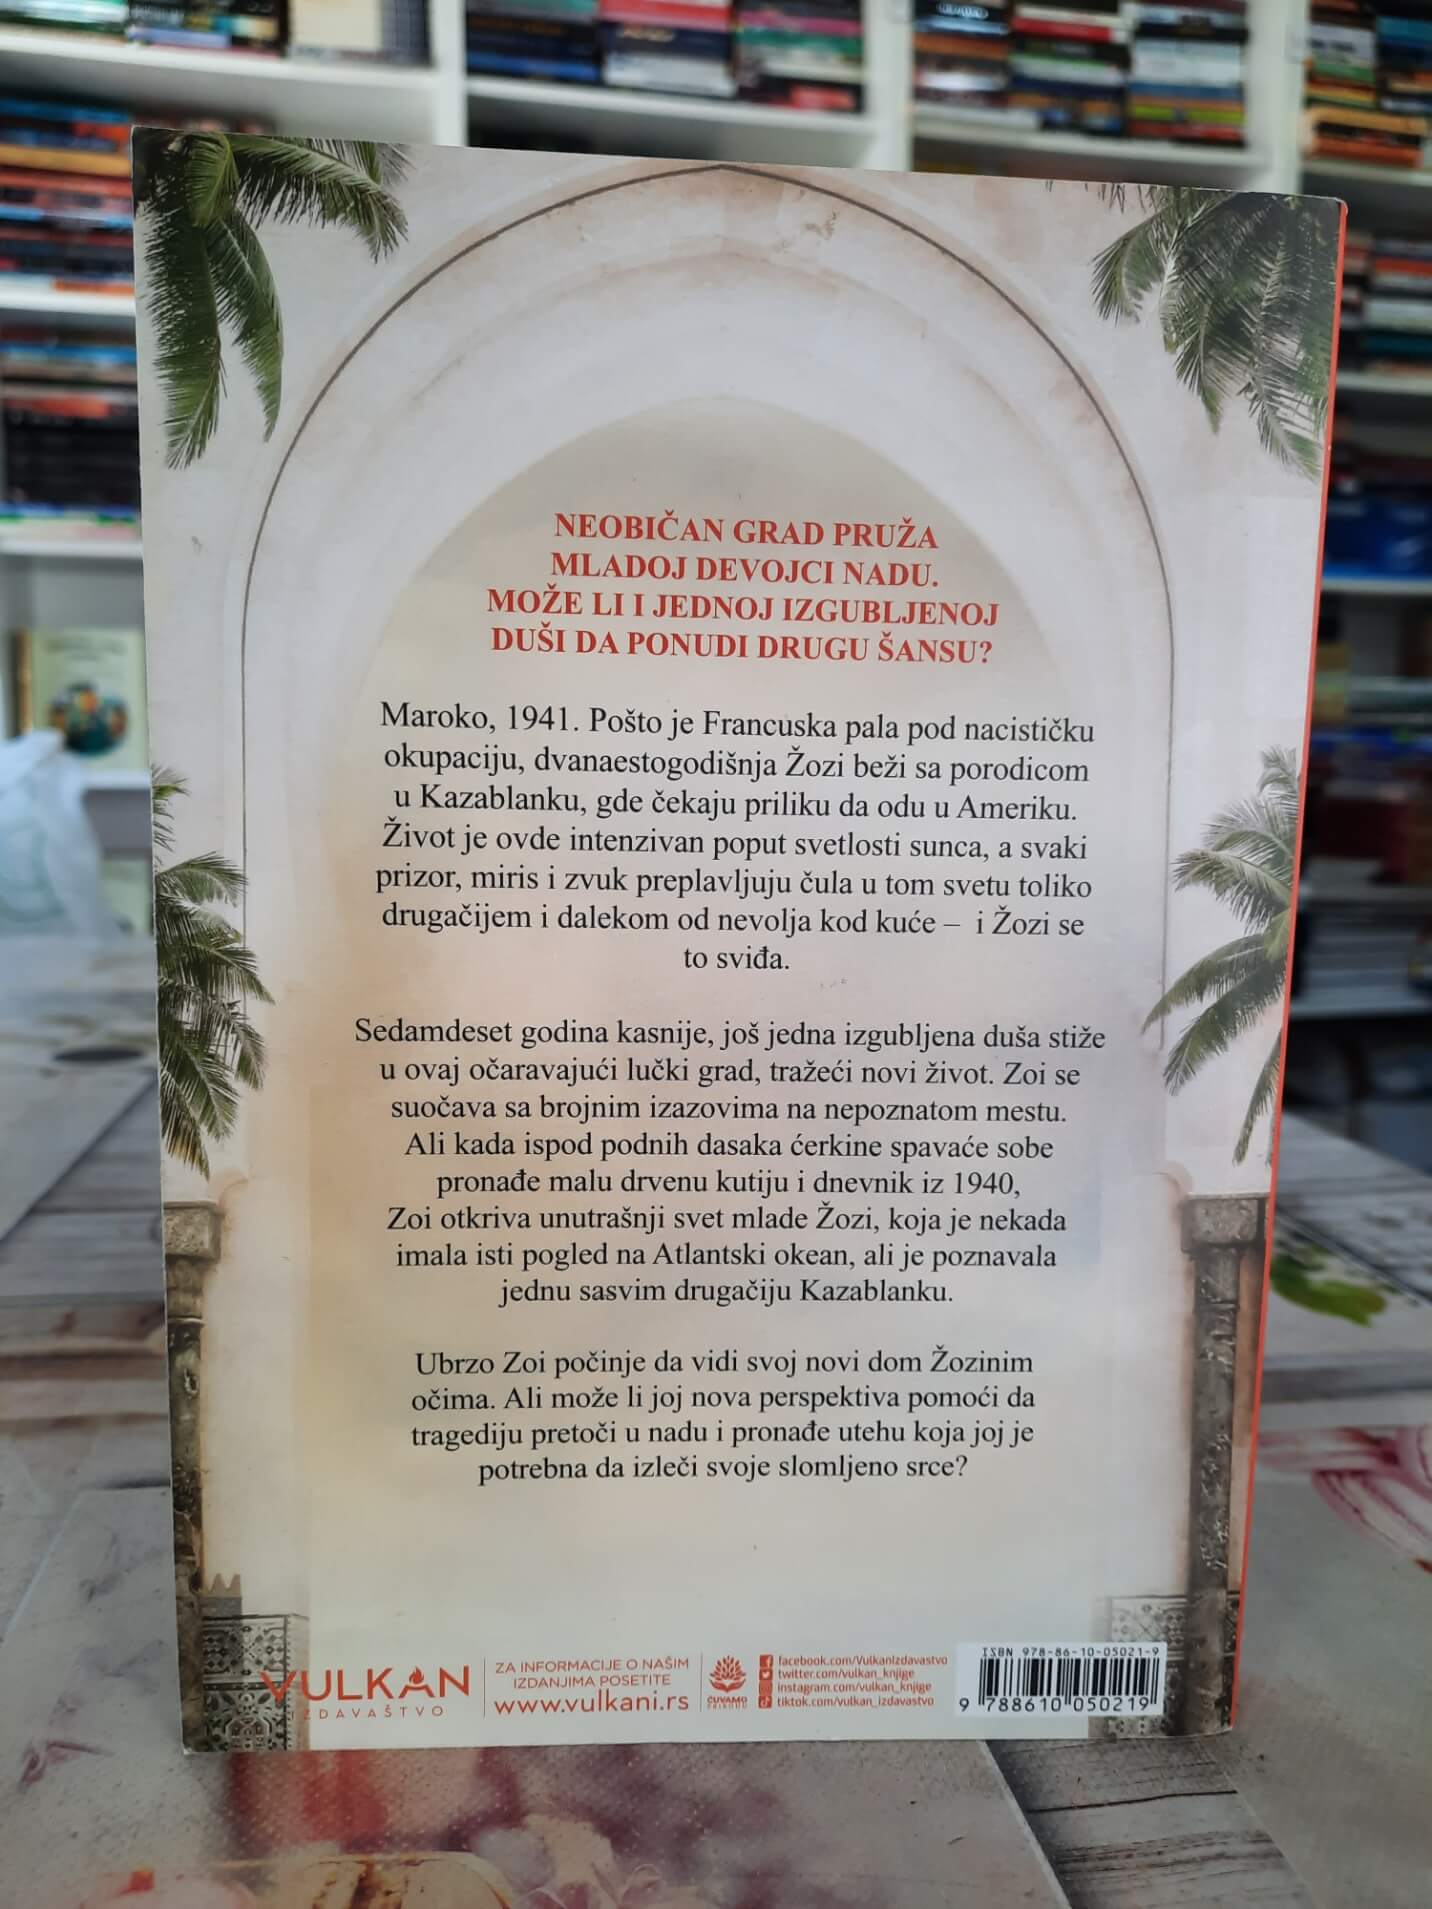 NEOBIČAN GRAD PRUŽA
MLADOJ DEVOJCI NADU.
MOŽE LI I JEDNOJ IZGUBLJENOJ
DUŠI DA PONUDI DRUGU ŠANSU?
Maroko, 1941. Pošto je Francuska pala pod nacističku
okupaciju, dvanaestogodišnja Žozi beži sa porodicom
u Kazablanku, gde čekaju priliku da odu u Ameriku.
Život je ovde intenzivan poput svetlosti sunca, a svaki
prizor, miris i zvuk preplavljuju čula u tom svetu toliko
drugačijem i dalekom od nevolja kod kuće – i Žozi se
to sviđa.
Sedamdeset godina kasnije, još jedna izgubljena duša stiže
u ovaj očaravajući lučki grad, tražeći novi život. Zoi se
suočava sa brojnim izazovima na nepoznatom mestu.
Ali kada ispod podnih dasaka ćerkine spavaće sobe
pronađe malu drvenu kutiju i dnevnik iz 1940,
Zoi otkriva unutrašnji svet mlade Žozi, koja je nekada
imala isti pogled na Atlantski okean, ali je poznavala
jednu sasvim drugačiju Kazablanku.
Ubrzo Zoi počinje da vidi svoj novi dom Žozinim
očima. Ali može li joj nova perspektiva pomoći da
tragediju pretoči u nadu i pronađe utehu koja joj je
potrebna da izleči svoje slomljeno srce?
VULKAN
IZDAVAŠTVO
ZA INFORMACIJE O NAŠIM
IZDANJIMA POSETITE
www.vulkani.rs
ČUVAMO
PRIRODU
facebook.com/VulkanIzdavastvo
twitter.com/vulkan_knjige
instagram.com/vulkan_knjige
tiktok.com/vulkan_izdavastvo
ISBN 978-86-10-05021-9
9 788610 050219